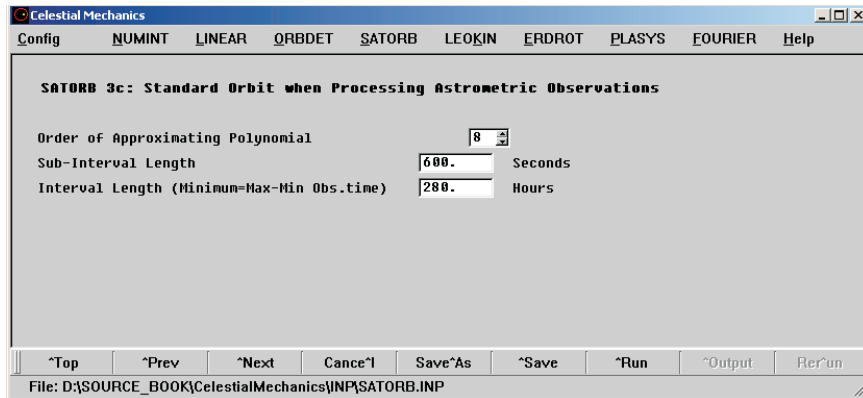 Celestial Mechanics
Config NUMINT LINEAR ORBDET SATORB LEOKIN ERDROT PLASYS FOURIER Help
SATORB 3c: Standard Orbit when Processing Astrometric Observations
Order of Approximating Polynomial 8
Sub-Interval Length 600. Seconds
Interval Length (Minimum=Max-Min Obs.time) 280. Hours
^Top ^Prev ^Next Cance^l Save^As ^Save ^Run ^Output Rer^un
File: D:\SOURCE_BOOK\CelestialMechanics\INP\SATORB.INP